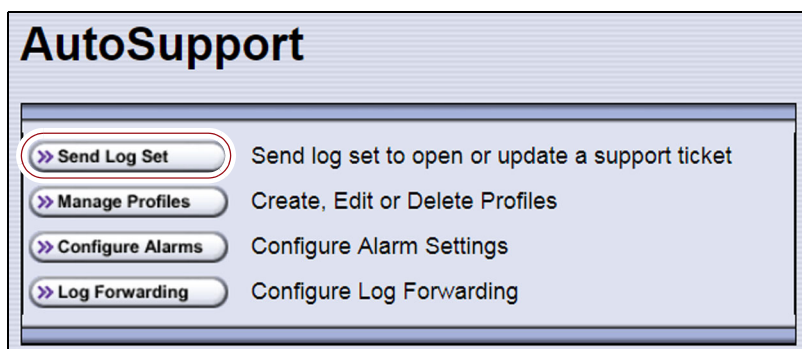 AutoSupport
» Send Log Set Send log set to open or update a support ticket
» Manage Profiles Create, Edit or Delete Profiles
» Configure Alarms Configure Alarm Settings
» Log Forwarding Configure Log Forwarding